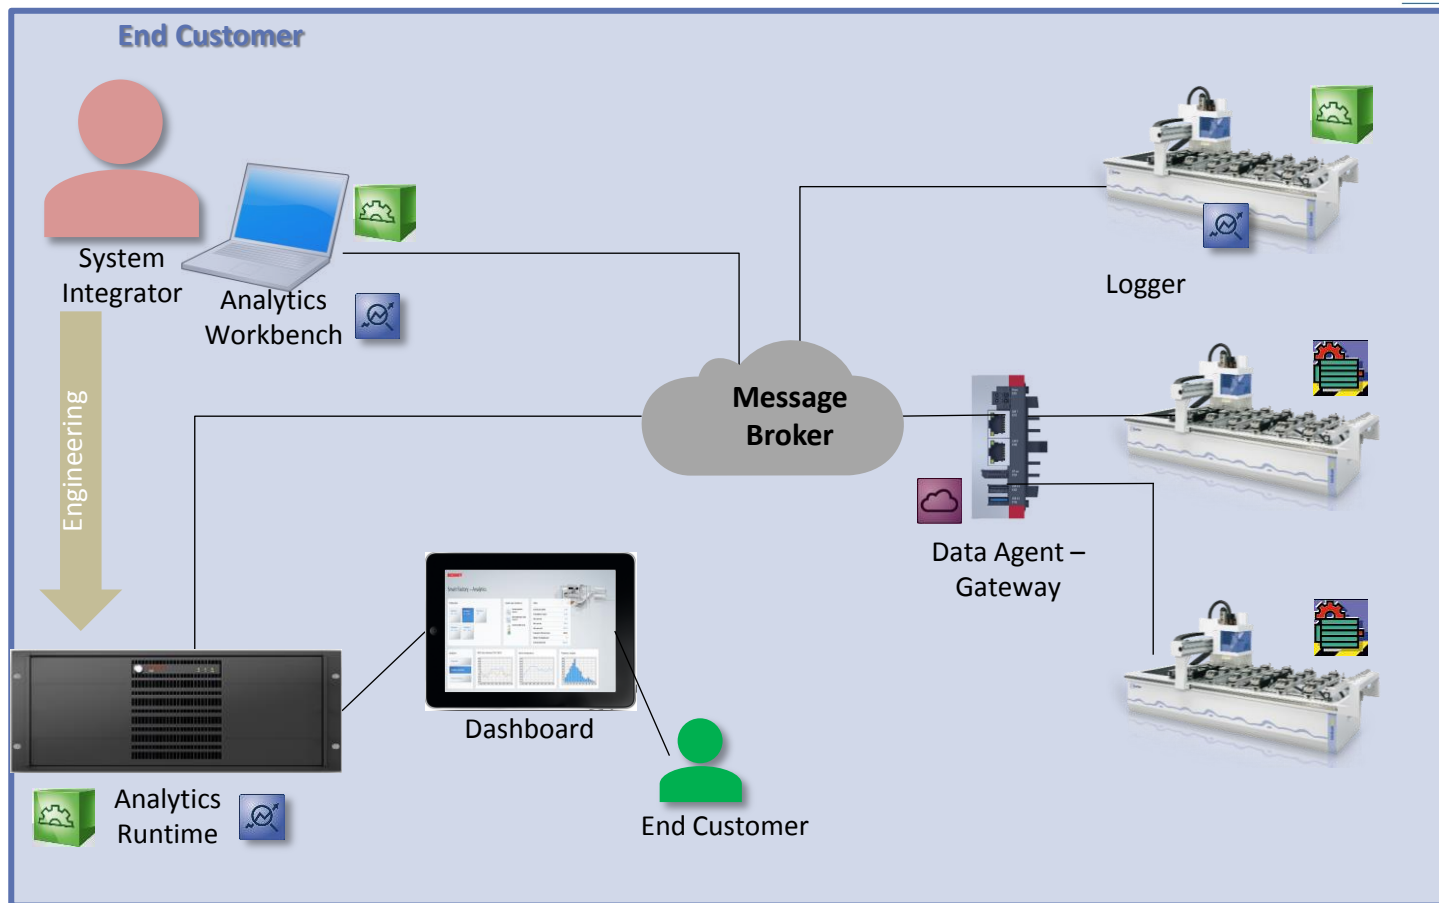 End Customer
System
Integrator
Analytics
Workbench
Engineering
Message
Broker
Logger
Data Agent –
Gateway
Dashboard
Analytics
Runtime
End Customer